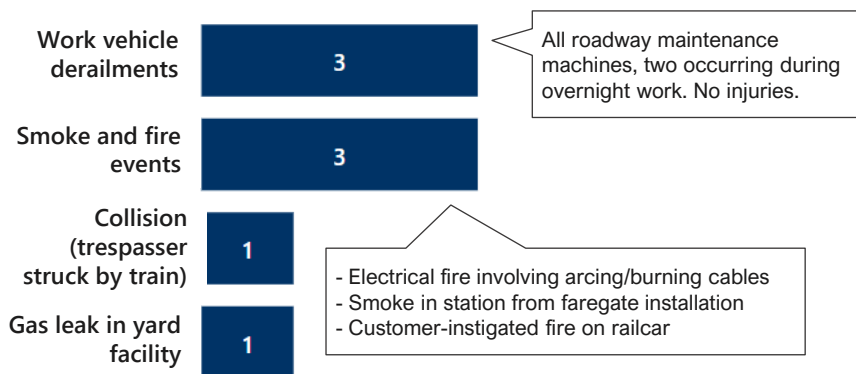 Work vehicle
derailments
3
All roadway maintenance
machines, two occurring during
overnight work. No injuries.
Smoke and fire
events
3
- Electrical fire involving arcing/burning cables
- Smoke in station from faregate installation
- Customer-instigated fire on railcar
Collision
(trespasser
struck by train)
1
Gas leak in yard
facility
1